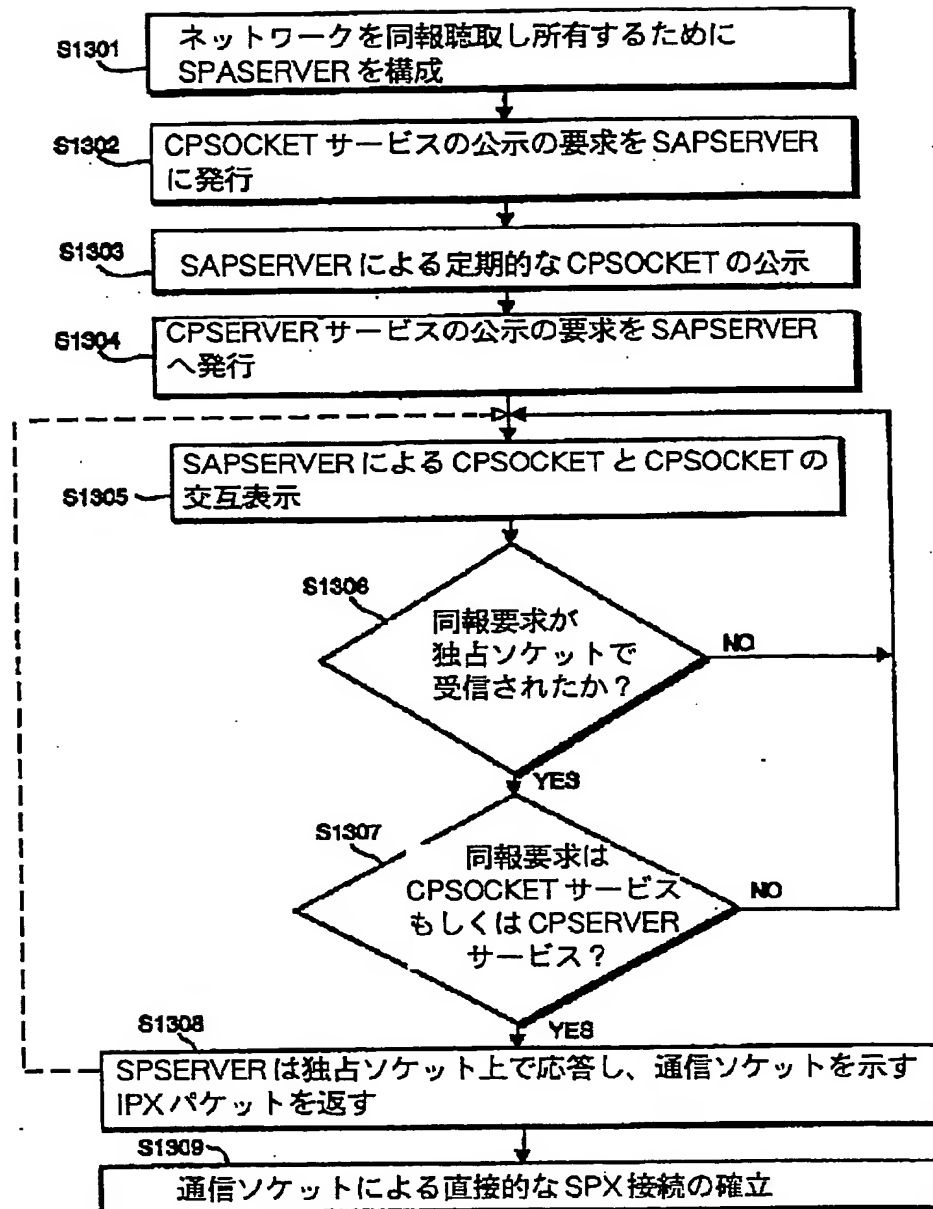 S1301
ネットワークを同報聴取し所有するために
SPASERVERを構成
S1302
CPSOCKET サービスの公示の要求を SAPSERVER
に発行
S1303
SAPSERVER による定期的な CPSOCKET の公示
S1304
CPSERVER サービスの公示の要求を SAPSERVER
へ発行
S1305
SAPSERVER による CPSOCKET と CPSOCKET の
交互表示
S1306
同報要求が
独占ソケットで
受信されたか？
NO
YES
S1307
同報要求は
CPSOCKET サービス
もしくは CPSERVER
サービス？
NO
YES
S1308
SPSERVER は独占ソケット上で応答し、通信ソケットを示す
IPX パケットを返す
S1309
通信ソケットによる直接的な SPX 接続の確立